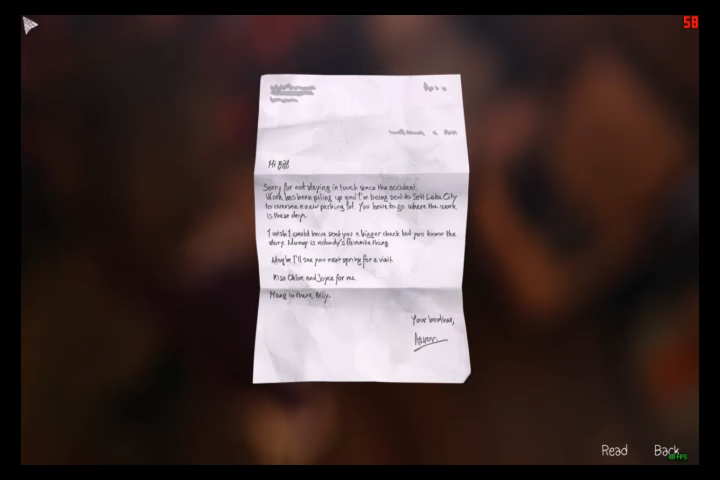 58
Hi Bill
Sorry for not staying in touch since the accident.
Work has been piling up and I'm being sent to Salt Lake City
to oversee a new parking lot. You have to go where the work
is these days.
I wish I could have sent you a bigger check but you know the
story. Money is nobody's favorite thing.
Maybe I'll see you next spring for a visit.
Kiss Chloe and Joyce for me.
Hang in there, Billy.
Your brother,
Aaron
Read Back
60 FPS